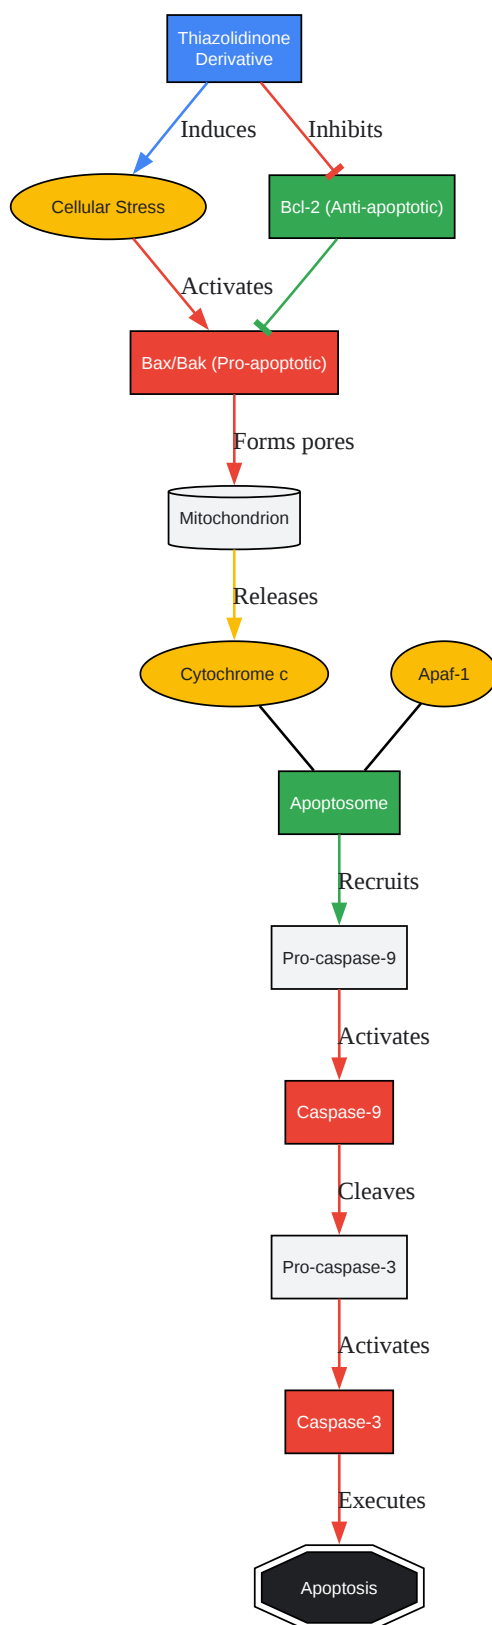 Thiazolidinone
Derivative
Induces
Inhibits
Cellular Stress
Bcl-2 (Anti-apoptotic)
Activates
Bax/Bak (Pro-apoptotic)
Forms pores
Mitochondrion
Releases
Cytochrome c
Apaf-1
Apoptosome
Recruits
Pro-caspase-9
Activates
Caspase-9
Cleaves
Pro-caspase-3
Activates
Caspase-3
Executes
Apoptosis